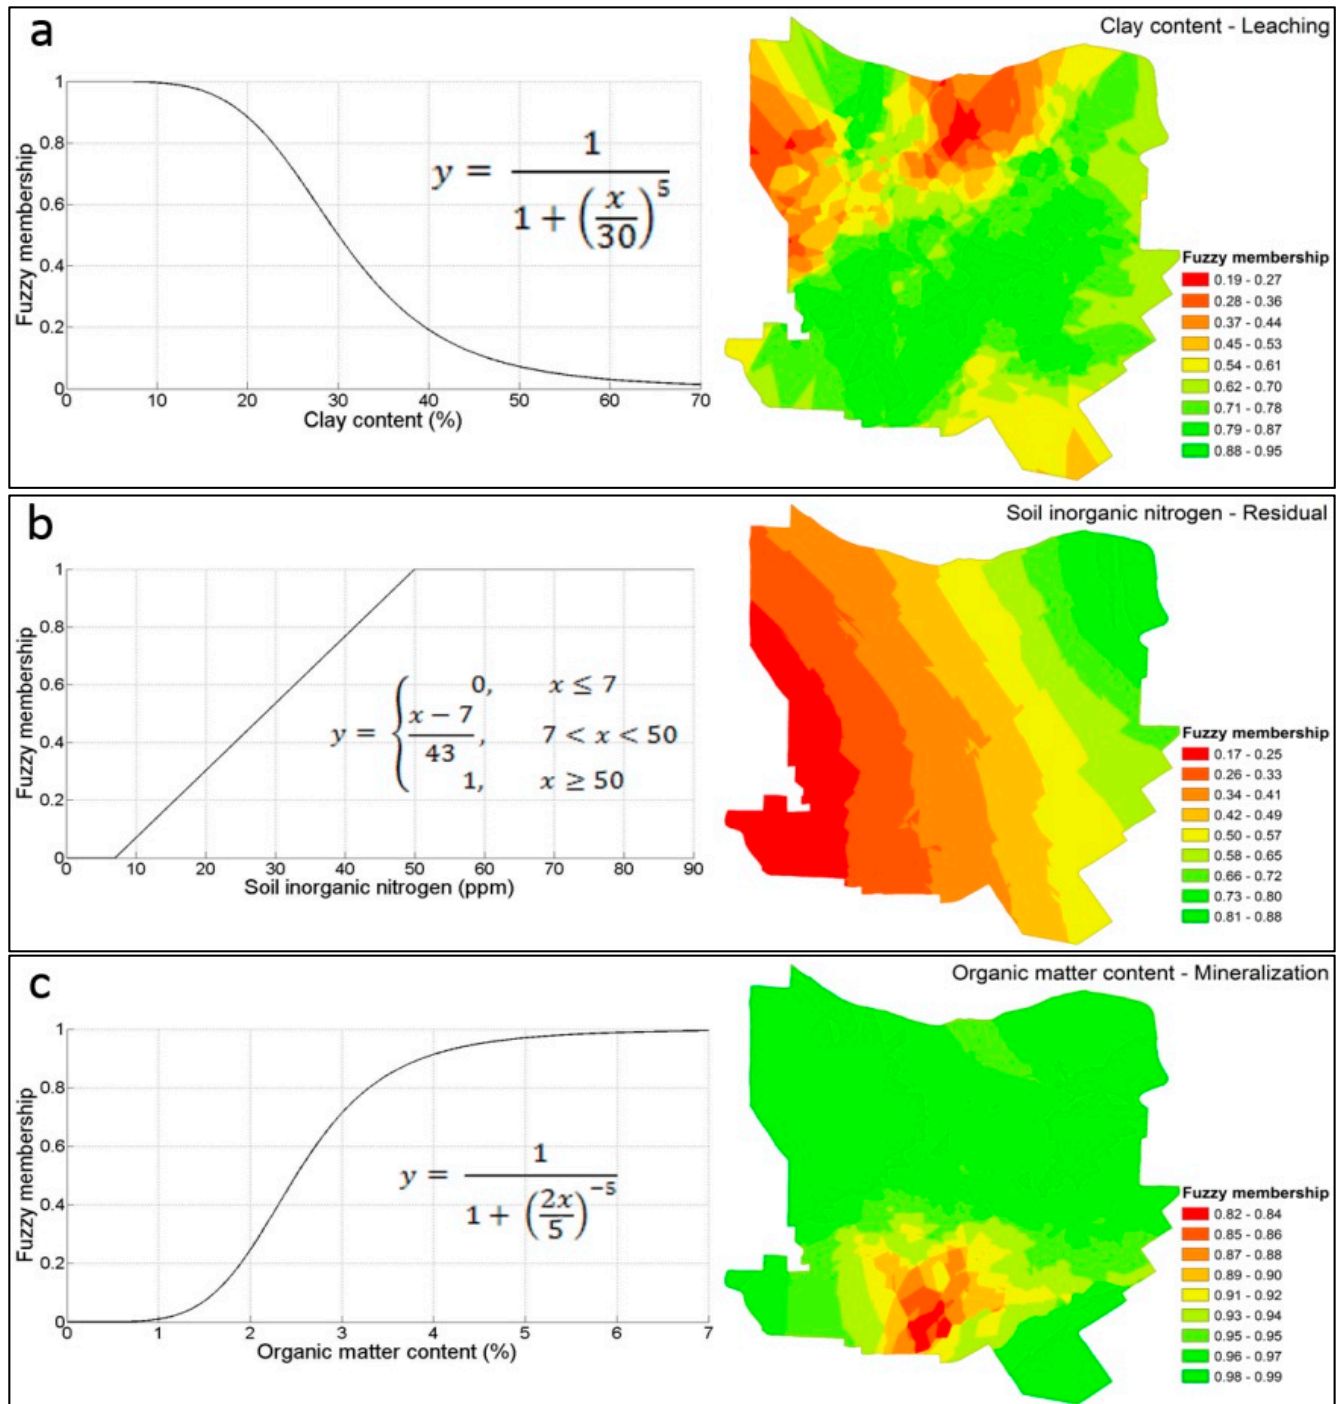 a
Clay content - Leaching
Fuzzy membership
1
0.8
0.6
0.4
0.2
0
0 10 20 30 40 50 60 70
Clay content (%)
y = 1 / (1 + (x/30)^5)
Fuzzy membership
0.19 - 0.27
0.28 - 0.36
0.37 - 0.44
0.45 - 0.53
0.54 - 0.61
0.62 - 0.70
0.71 - 0.78
0.79 - 0.87
0.88 - 0.95
b
Soil inorganic nitrogen - Residual
Fuzzy membership
1
0.8
0.6
0.4
0.2
0
0 10 20 30 40 50 60 70 80 90
Soil inorganic nitrogen (ppm)
y = {
0, x ≤ 7
(x − 7)/43, 7 < x < 50
1, x ≥ 50
Fuzzy membership
0.17 - 0.25
0.26 - 0.33
0.34 - 0.41
0.42 - 0.49
0.50 - 0.57
0.58 - 0.65
0.66 - 0.72
0.73 - 0.80
0.81 - 0.88
c
Organic matter content - Mineralization
Fuzzy membership
1
0.8
0.6
0.4
0.2
0
0 1 2 3 4 5 6 7
Organic matter content (%)
y = 1 / (1 + (2x/5)^−5)
Fuzzy membership
0.82 - 0.84
0.85 - 0.86
0.87 - 0.88
0.89 - 0.90
0.91 - 0.92
0.93 - 0.94
0.95 - 0.95
0.96 - 0.97
0.98 - 0.99